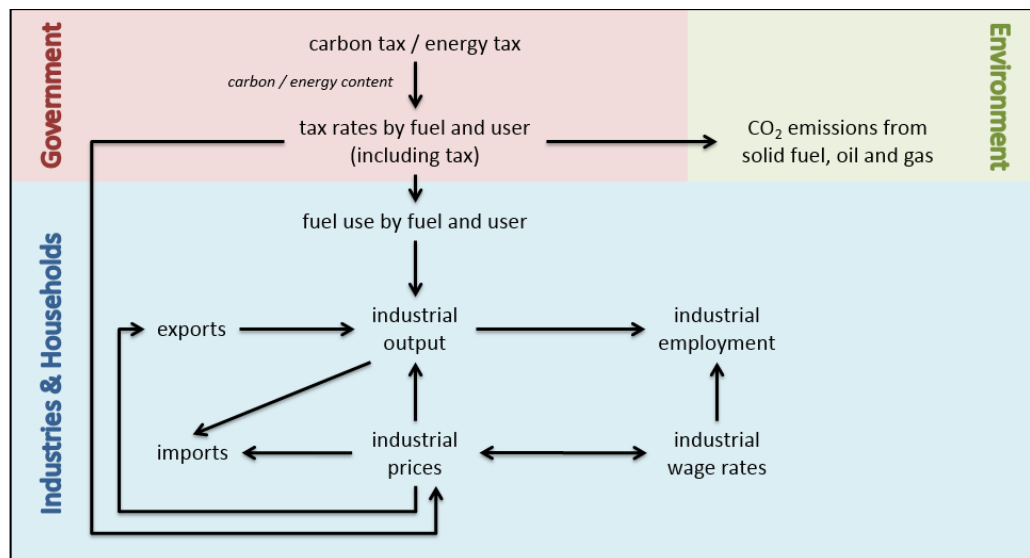 Government
carbon tax / energy tax
carbon / energy content
tax rates by fuel and user
(including tax)
CO₂ emissions from
solid fuel, oil and gas
Environment
Industries & Households
fuel use by fuel and user
exports
industrial
output
industrial
employment
imports
industrial
prices
industrial
wage rates